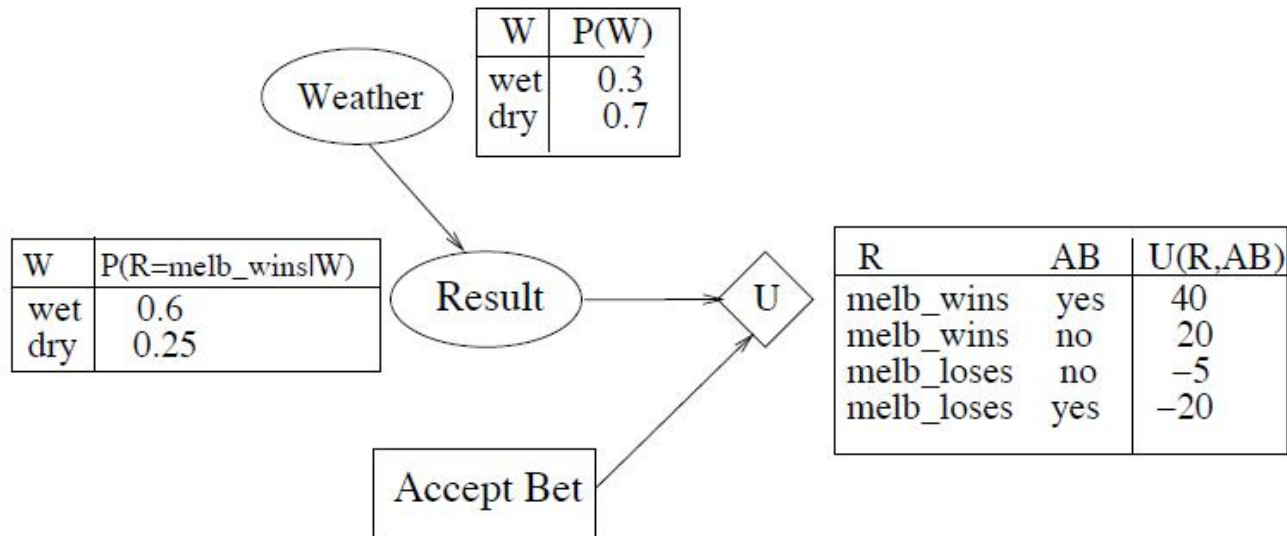 W P(W)
wet 0.3
dry 0.7
Weather
W P(R=melb_wins|W)
wet 0.6
dry 0.25
Result
U
R AB U(R,AB)
melb_wins yes 40
melb_wins no 20
melb_loses no −5
melb_loses yes −20
Accept Bet